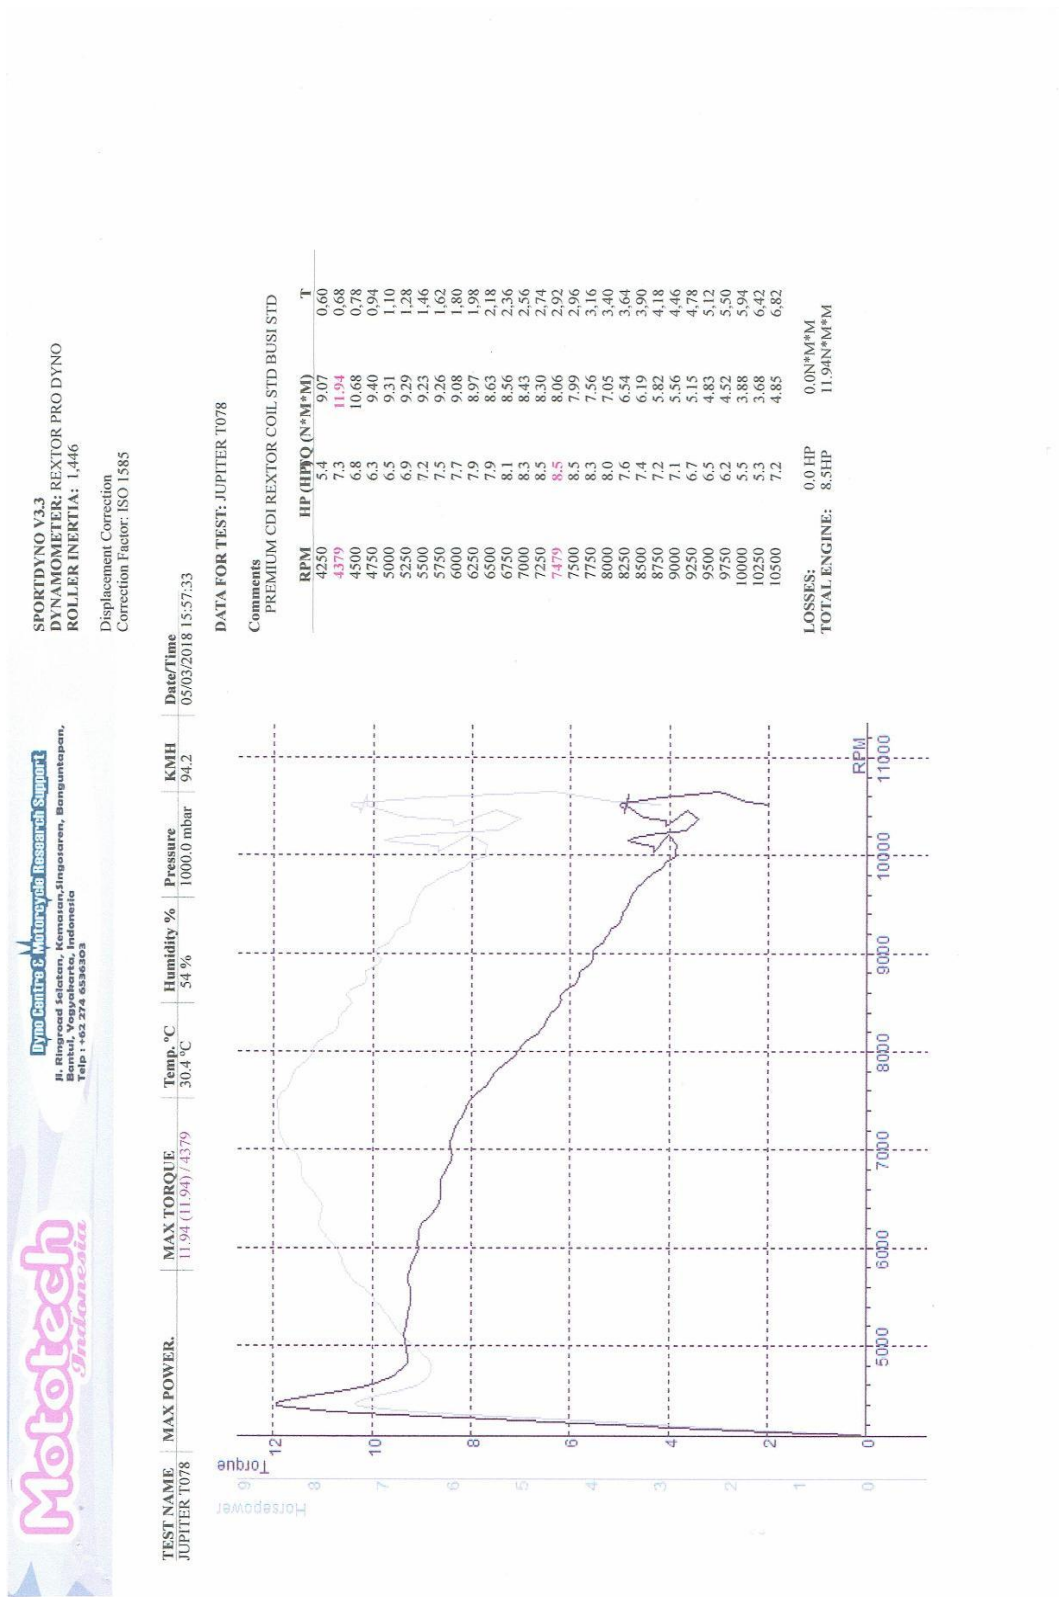 Mototech
Indonesia
Dyno Centre & Motorcycle Research Support
Jl. Ringroad Selatan, Kemasan,Singosaren, Banguntapan,
Bantul, Yogyakarta, Indonesia
Telp : +62 274 6536303
SPORTDYNO V3.3
DYNAMOMETER: REXTOR PRO DYNO
ROLLER INERTIA: 1,446
Displacement Correction
Correction Factor: ISO 1585
TEST NAME MAX POWER. MAX TORQUE Temp. °C Humidity % Pressure KMH Date/Time
JUPITER T078 11.94 (11.94) / 4379 30.4 °C 54 % 1000.0 mbar 94.2 05/03/2018 15:57:33
DATA FOR TEST: JUPITER T078
Comments
PREMIUM CDI REXTOR COIL STD BUSI STD
RPM HP (HP) TQ (N*M*M) T
4250 5.4 9.07 0,60
4379 7.3 11.94 0,68
4500 6.8 10.68 0,78
4750 6.3 9.40 0,94
5000 6.5 9.31 1,10
5250 6.9 9.29 1,28
5500 7.2 9.23 1,46
5750 7.5 9.26 1,62
6000 7.7 9.08 1,80
6250 7.9 8.97 1,98
6500 7.9 8.63 2,18
6750 8.1 8.56 2,36
7000 8.3 8.43 2,56
7250 8.5 8.30 2,74
7479 8.5 8.06 2,92
7500 8.5 7.99 2,96
7750 8.3 7.56 3,16
8000 8.0 7.05 3,40
8250 7.6 6.54 3,64
8500 7.4 6.19 3,90
8750 7.2 5.82 4,18
9000 7.1 5.56 4,46
9250 6.7 5.15 4,78
9500 6.5 4.83 5,12
9750 6.2 4.52 5,50
10000 5.5 3.88 5,94
10250 5.3 3.68 6,42
10500 7.2 4.85 6,82
LOSSES: 0.0 HP 0.0N*M*M
TOTAL ENGINE: 8.5HP 11.94N*M*M
Horsepower
9
8
7
6
5
4
3
2
1
0
Torque
12
10
8
6
4
2
0
5000 6000 7000 8000 9000 10000 11000
RPM